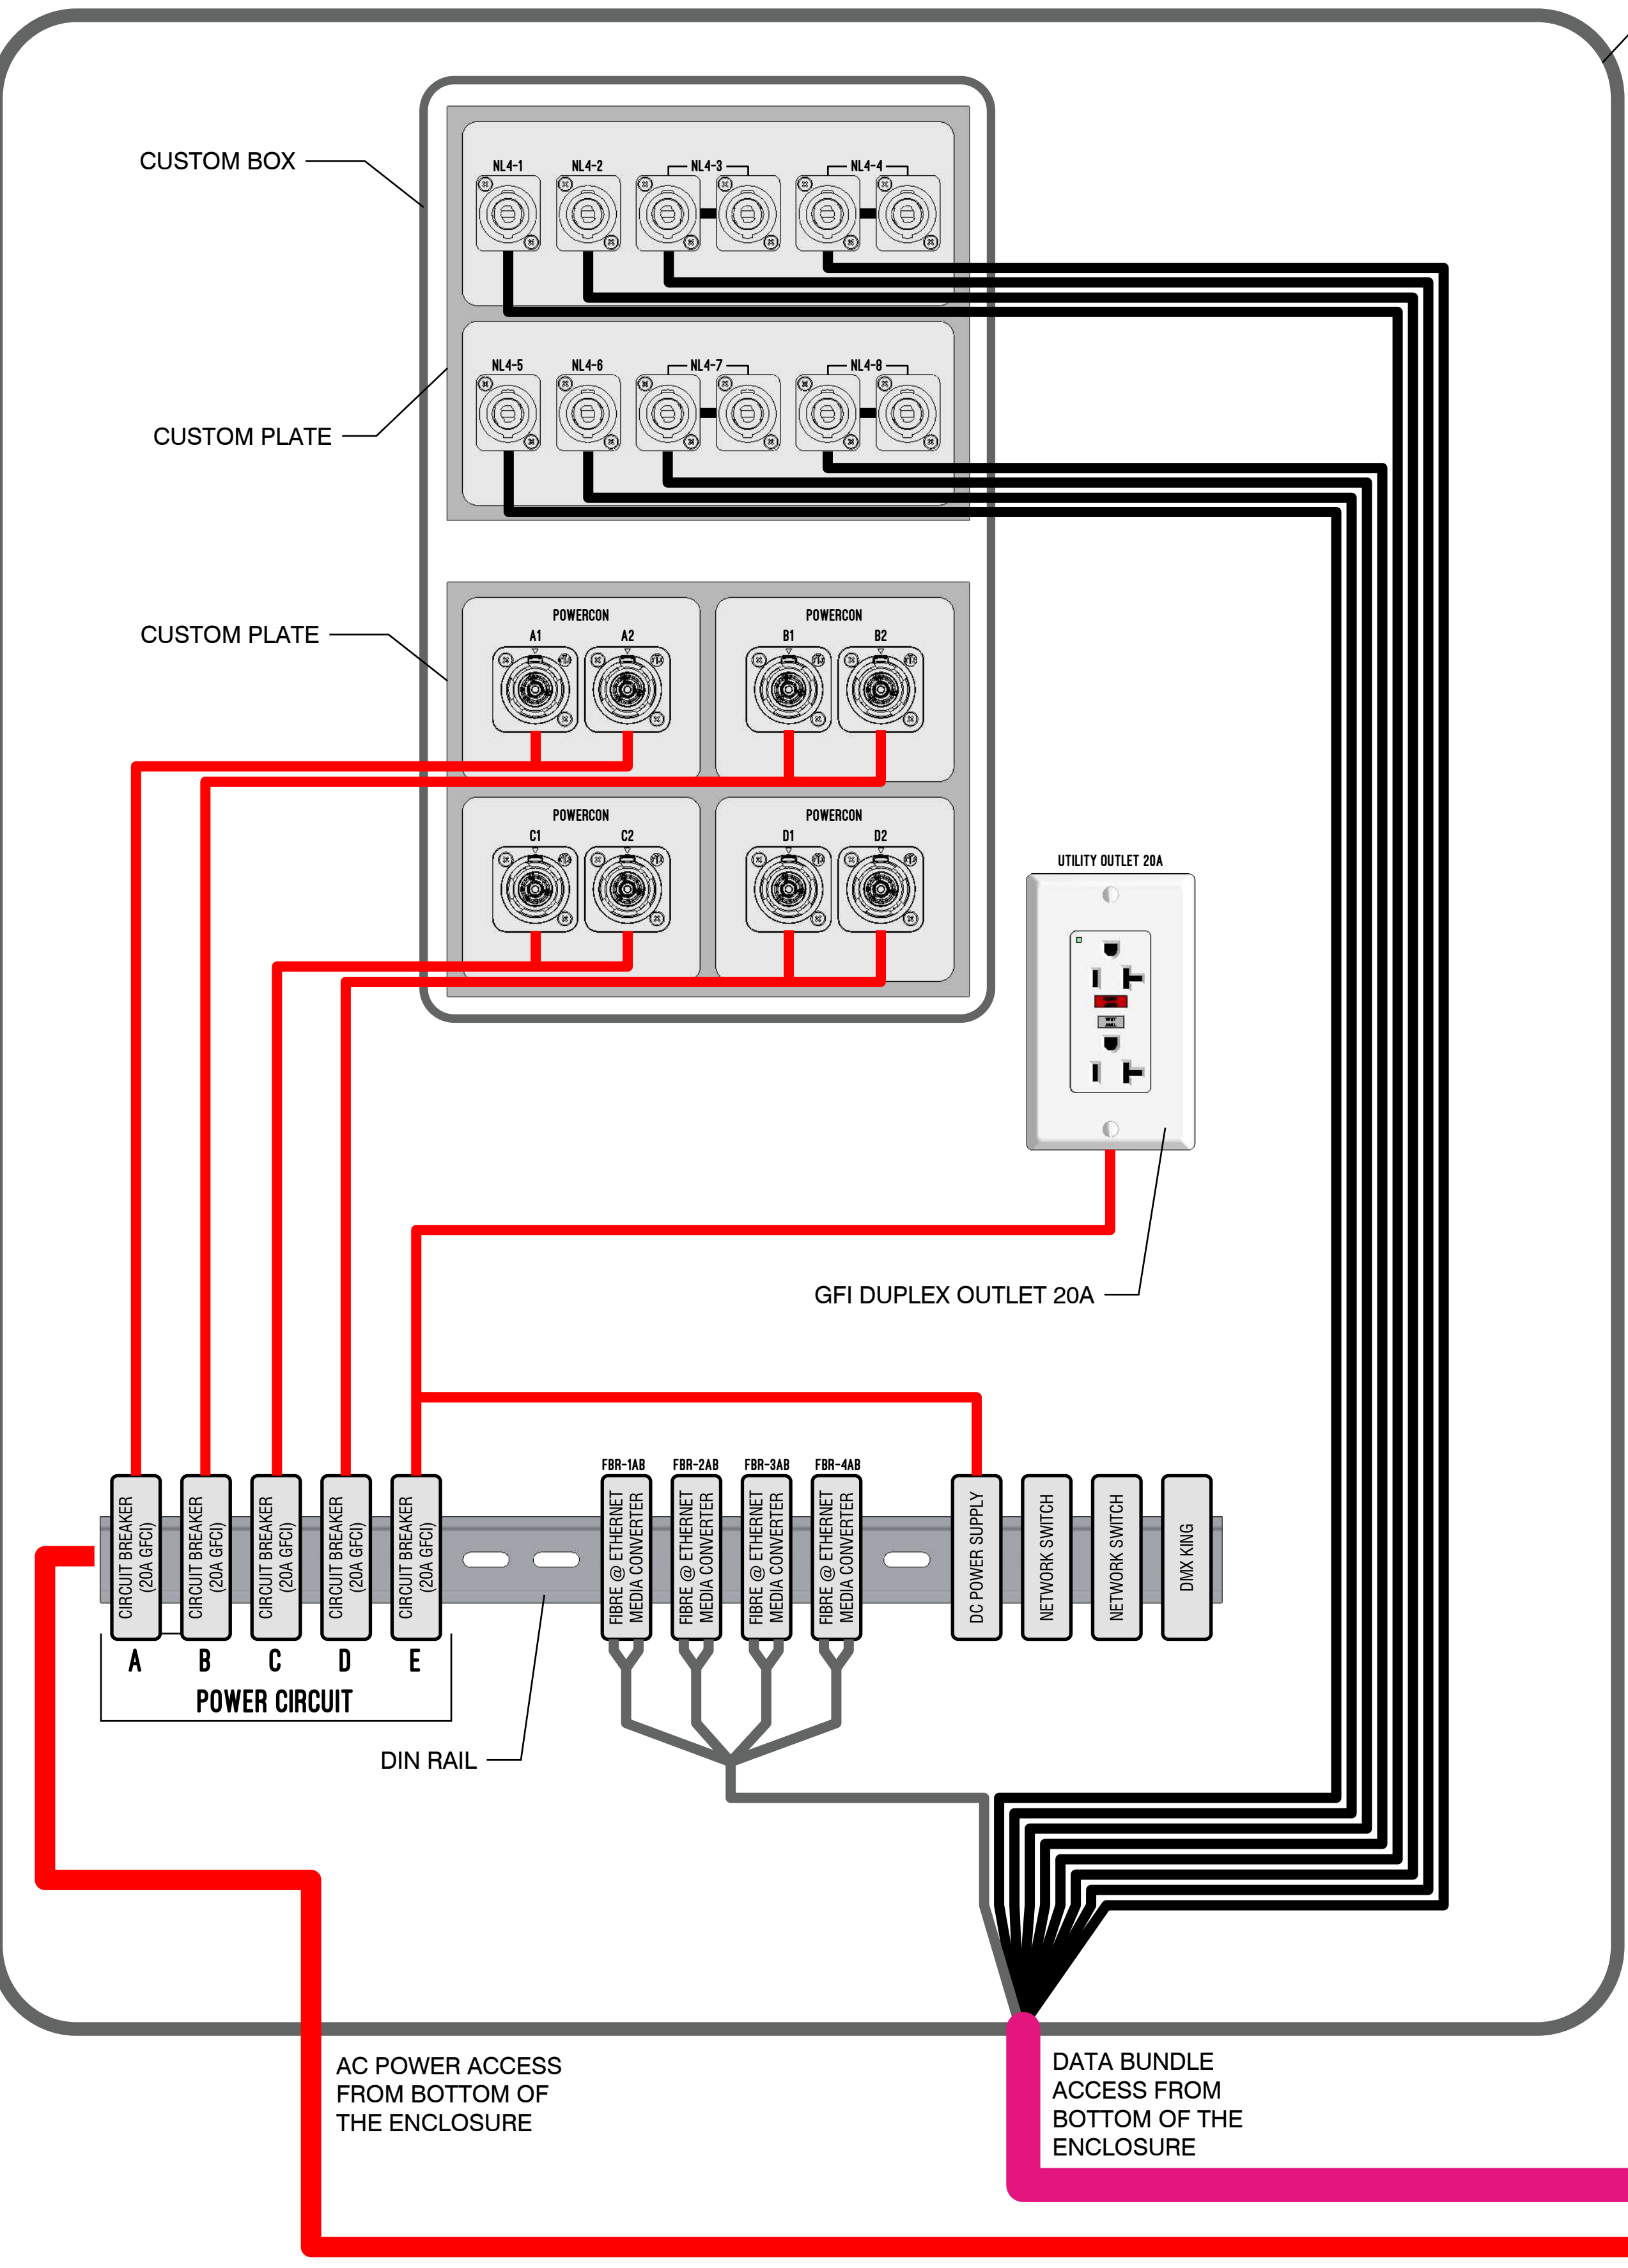 CUSTOM BOX
NL4-1 NL4-2 NL4-3 NL4-4
CUSTOM PLATE
NL4-5 NL4-6 NL4-7 NL4-8
CUSTOM PLATE
POWERCON POWERCON
A1 A2 B1 B2
POWERCON POWERCON
C1 C2 D1 D2
UTILITY OUTLET 20A
GFI DUPLEX OUTLET 20A
FBR-1AB FBR-2AB FBR-3AB FBR-4AB
CIRCUIT BREAKER
(20A GFCI)
CIRCUIT BREAKER
(20A GFCI)
CIRCUIT BREAKER
(20A GFCI)
CIRCUIT BREAKER
(20A GFCI)
CIRCUIT BREAKER
(20A GFCI)
FIBRE @ ETHERNET
MEDIA CONVERTER
FIBRE @ ETHERNET
MEDIA CONVERTER
FIBRE @ ETHERNET
MEDIA CONVERTER
FIBRE @ ETHERNET
MEDIA CONVERTER
DC POWER SUPPLY
NETWORK SWITCH
NETWORK SWITCH
DMX KING
A B C D E
POWER CIRCUIT
DIN RAIL
AC POWER ACCESS
FROM BOTTOM OF
THE ENCLOSURE
DATA BUNDLE
ACCESS FROM
BOTTOM OF THE
ENCLOSURE